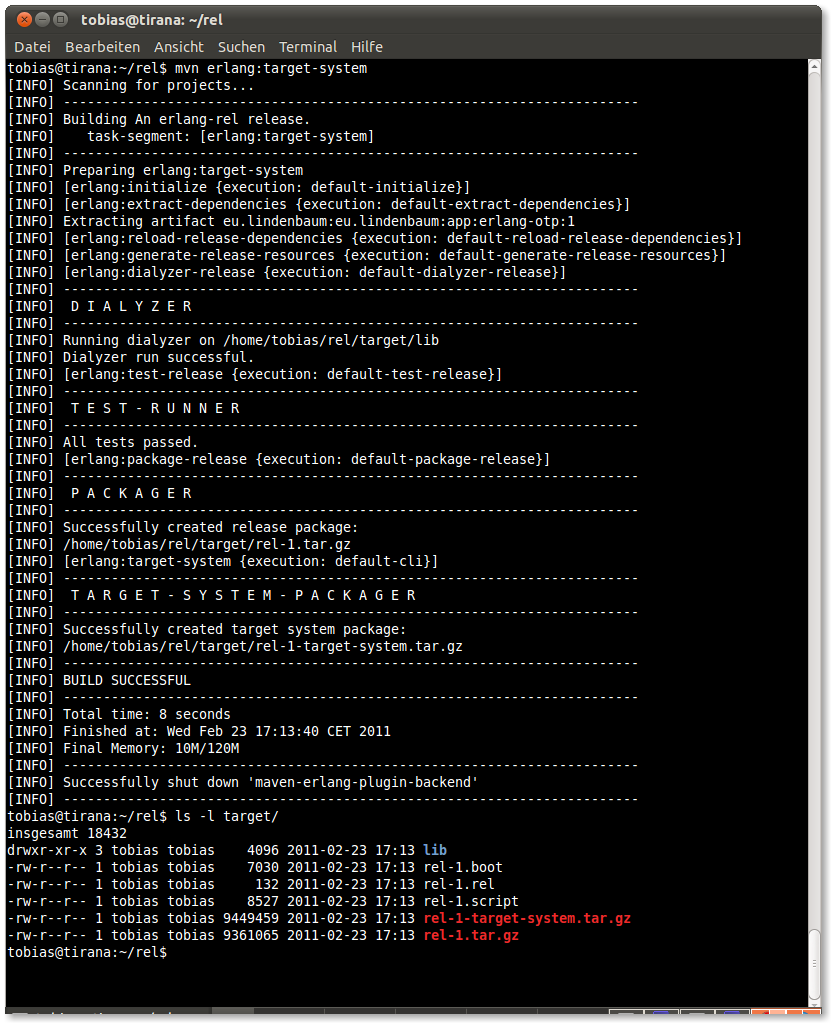 tobias@tirana: ~/rel
Datei Bearbeiten Ansicht Suchen Terminal Hilfe
tobias@tirana:~/rel$ mvn erlang:target-system
[INFO] Scanning for projects...
[INFO] ------------------------------------------------------------------------
[INFO] Building An erlang-rel release.
[INFO]    task-segment: [erlang:target-system]
[INFO] ------------------------------------------------------------------------
[INFO] Preparing erlang:target-system
[INFO] [erlang:initialize {execution: default-initialize}]
[INFO] [erlang:extract-dependencies {execution: default-extract-dependencies}]
[INFO] Extracting artifact eu.lindenbaum:eu.lindenbaum:app:erlang-otp:1
[INFO] [erlang:reload-release-dependencies {execution: default-reload-release-dependencies}]
[INFO] [erlang:generate-release-resources {execution: default-generate-release-resources}]
[INFO] [erlang:dialyzer-release {execution: default-dialyzer-release}]
[INFO] ------------------------------------------------------------------------
[INFO]  D I A L Y Z E R
[INFO] ------------------------------------------------------------------------
[INFO] Running dialyzer on /home/tobias/rel/target/lib
[INFO] Dialyzer run successful.
[INFO] [erlang:test-release {execution: default-test-release}]
[INFO] ------------------------------------------------------------------------
[INFO]  T E S T - R U N N E R
[INFO] ------------------------------------------------------------------------
[INFO] All tests passed.
[INFO] [erlang:package-release {execution: default-package-release}]
[INFO] ------------------------------------------------------------------------
[INFO]  P A C K A G E R
[INFO] ------------------------------------------------------------------------
[INFO] Successfully created release package:
[INFO] /home/tobias/rel/target/rel-1.tar.gz
[INFO] [erlang:target-system {execution: default-cli}]
[INFO] ------------------------------------------------------------------------
[INFO]  T A R G E T - S Y S T E M - P A C K A G E R
[INFO] ------------------------------------------------------------------------
[INFO] Successfully created target system package:
[INFO] /home/tobias/rel/target/rel-1-target-system.tar.gz
[INFO] ------------------------------------------------------------------------
[INFO] BUILD SUCCESSFUL
[INFO] ------------------------------------------------------------------------
[INFO] Total time: 8 seconds
[INFO] Finished at: Wed Feb 23 17:13:40 CET 2011
[INFO] Final Memory: 10M/120M
[INFO] ------------------------------------------------------------------------
[INFO] Successfully shut down 'maven-erlang-plugin-backend'
[INFO] ------------------------------------------------------------------------
tobias@tirana:~/rel$ ls -l target/
insgesamt 18432
drwxr-xr-x 3 tobias tobias    4096 2011-02-23 17:13 lib
-rw-r--r-- 1 tobias tobias    7030 2011-02-23 17:13 rel-1.boot
-rw-r--r-- 1 tobias tobias     132 2011-02-23 17:13 rel-1.rel
-rw-r--r-- 1 tobias tobias    8527 2011-02-23 17:13 rel-1.script
-rw-r--r-- 1 tobias tobias 9449459 2011-02-23 17:13 rel-1-target-system.tar.gz
-rw-r--r-- 1 tobias tobias 9361065 2011-02-23 17:13 rel-1.tar.gz
tobias@tirana:~/rel$